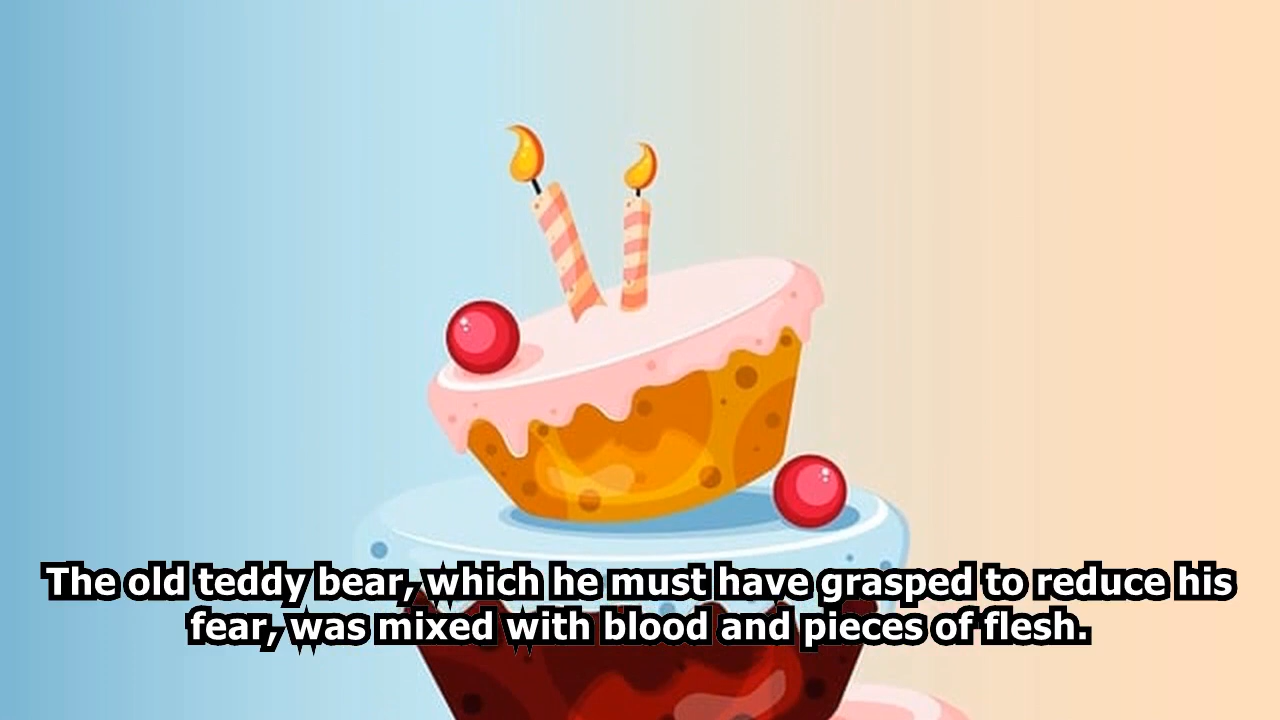 The old teddy bear, which he must have grasped to reduce his
fear, was mixed with blood and pieces of flesh.